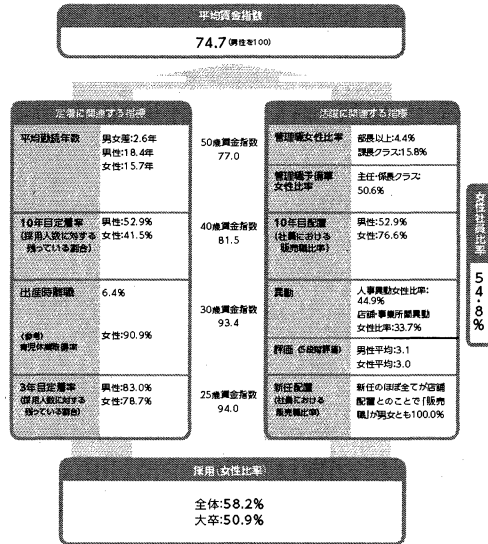 平均賃金指数
74.7(男性を100)
定着に関連する指標
平均勤続年数
男女差:2.6年
男性:18.4年
女性:15.7年
10年目定着率
(採用人数に対する
残っている割合)
男性:52.9%
女性:41.5%
出産時離職
6.4%
(参考)
育児休業取得率
女性:90.9%
3年目定着率
(採用人数に対する
残っている割合)
男性:83.0%
女性:78.7%
50歳賃金指数
77.0
40歳賃金指数
81.5
30歳賃金指数
93.4
25歳賃金指数
94.0
活躍に関連する指標
管理職女性比率
部長以上:4.4%
課長クラス:15.8%
管理職予備軍
女性比率
主任・係長クラス:
50.6%
10年目配置
(社員における
販売職比率)
男性:52.9%
女性:76.6%
異動
人事異動女性比率:
44.9%
店舗・事業所間異動
女性比率:33.7%
評価(5段階評価)
男性平均:3.1
女性平均:3.0
新任配置
(社員における
販売職比率)
新任のほぼ全てが店舗
配置とのことで「販売
職」が男女とも100.0%
女性社員比率
54.8%
採用(女性比率)
全体:58.2%
大卒:50.9%